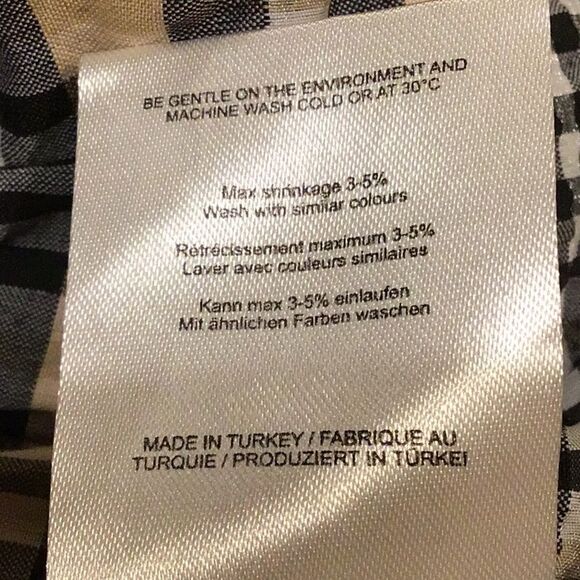 BE GENTLE ON THE ENVIRONMENT AND
MACHINE WASH COLD OR AT 30°C
Max shrinkage 3-5%
Wash with similar colours
Rétrécissement maximum 3-5%
Laver avec couleurs similaires
Kann max 3-5% einlaufen
Mit ähnlichen Farben waschen
MADE IN TURKEY / FABRIQUE AU
TURQUIE / PRODUZIERT IN TÜRKEI